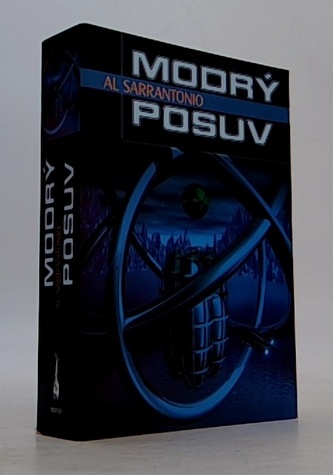 MODRÝ
AL SARRANTONIO
POSUV
MODRÝ
POSUV